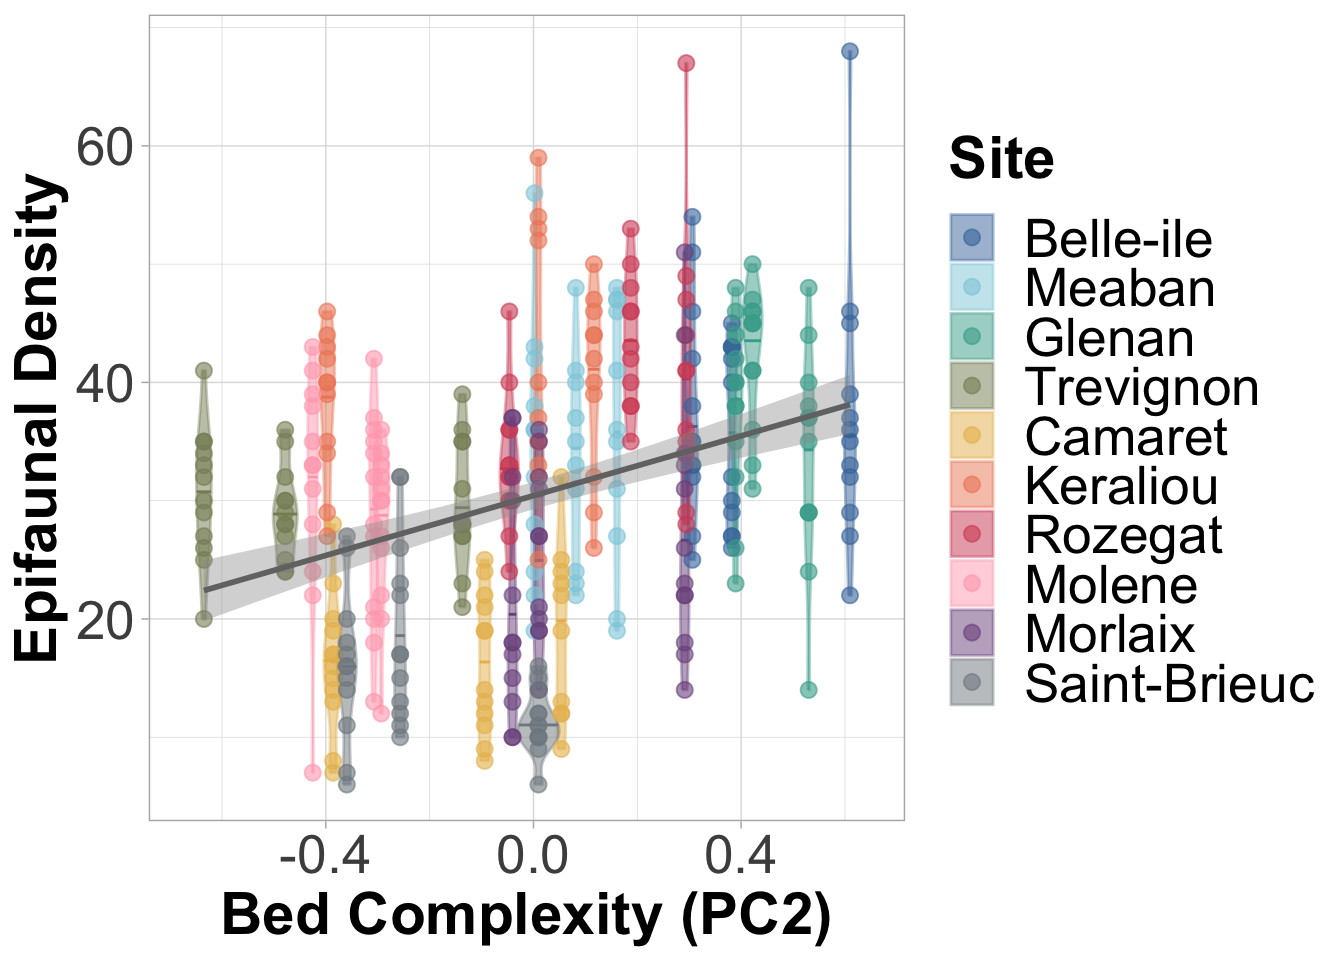 Epifaunal Density
60
40
20
-0.4
0.0
0.4
Bed Complexity (PC2)
Site
Belle-ile
Meaban
Glenan
Trevignon
Camaret
Keraliou
Rozegat
Molene
Morlaix
Saint-Brieuc